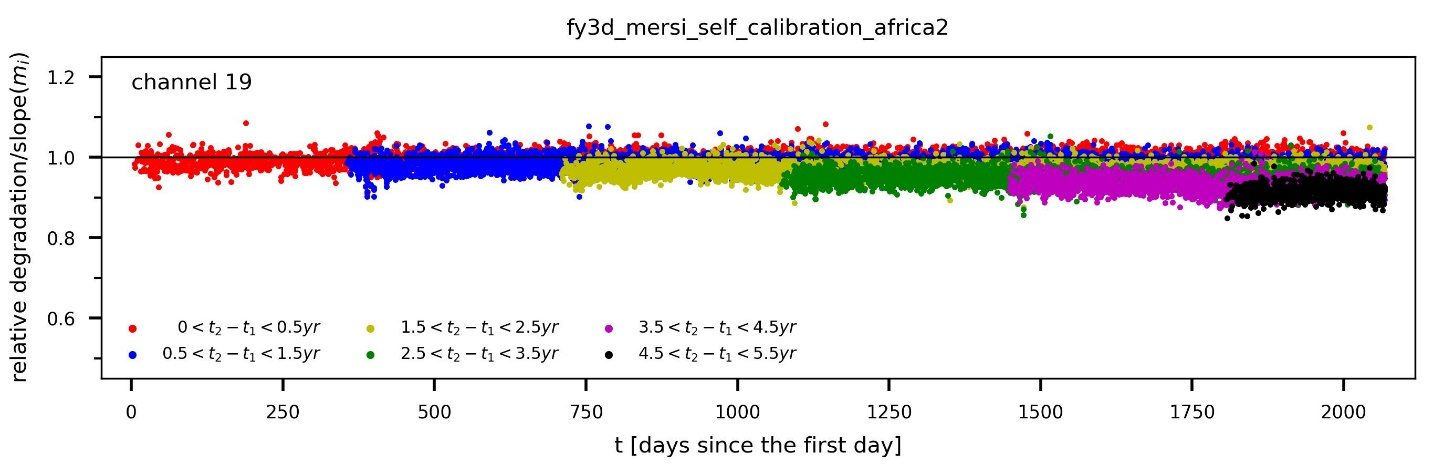 fy3d_mersi_self_calibration_africa2
channel 19
relative degradation/slope(mᵢ)
1.2
1.0
0.8
0.6
0 < t₂ − t₁ < 0.5yr
0.5 < t₂ − t₁ < 1.5yr
1.5 < t₂ − t₁ < 2.5yr
2.5 < t₂ − t₁ < 3.5yr
3.5 < t₂ − t₁ < 4.5yr
4.5 < t₂ − t₁ < 5.5yr
0 250 500 750 1000 1250 1500 1750 2000
t [days since the first day]